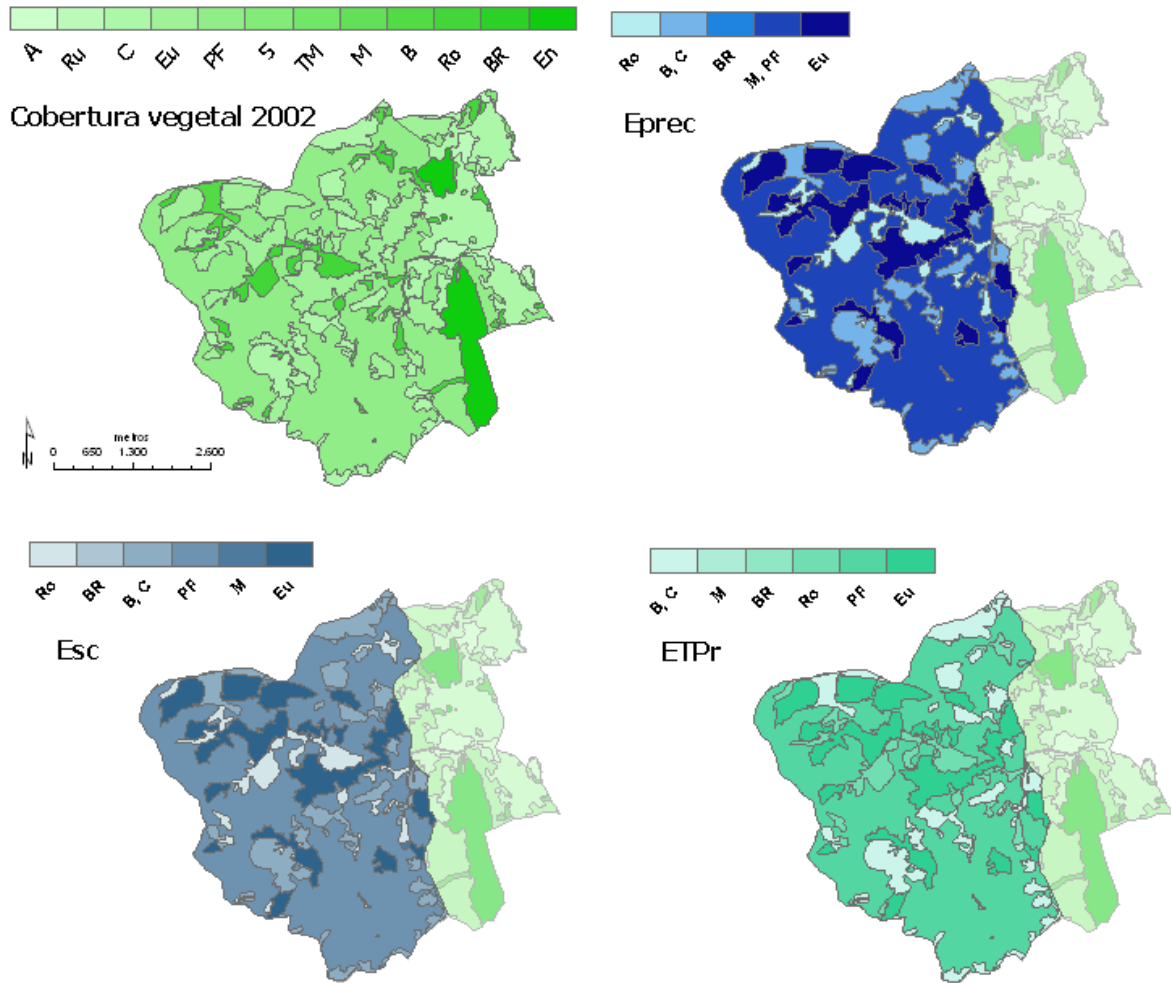 A Ru C Eu PF S TM M B Ro BR En
Cobertura vegetal 2002
metros
0 650 1.300 2.600
N
Ro B, C BR M, PF Eu
Eprec
Ro BR B, C PF M Eu
Esc
B, C M BR Ro PF Eu
ETPr